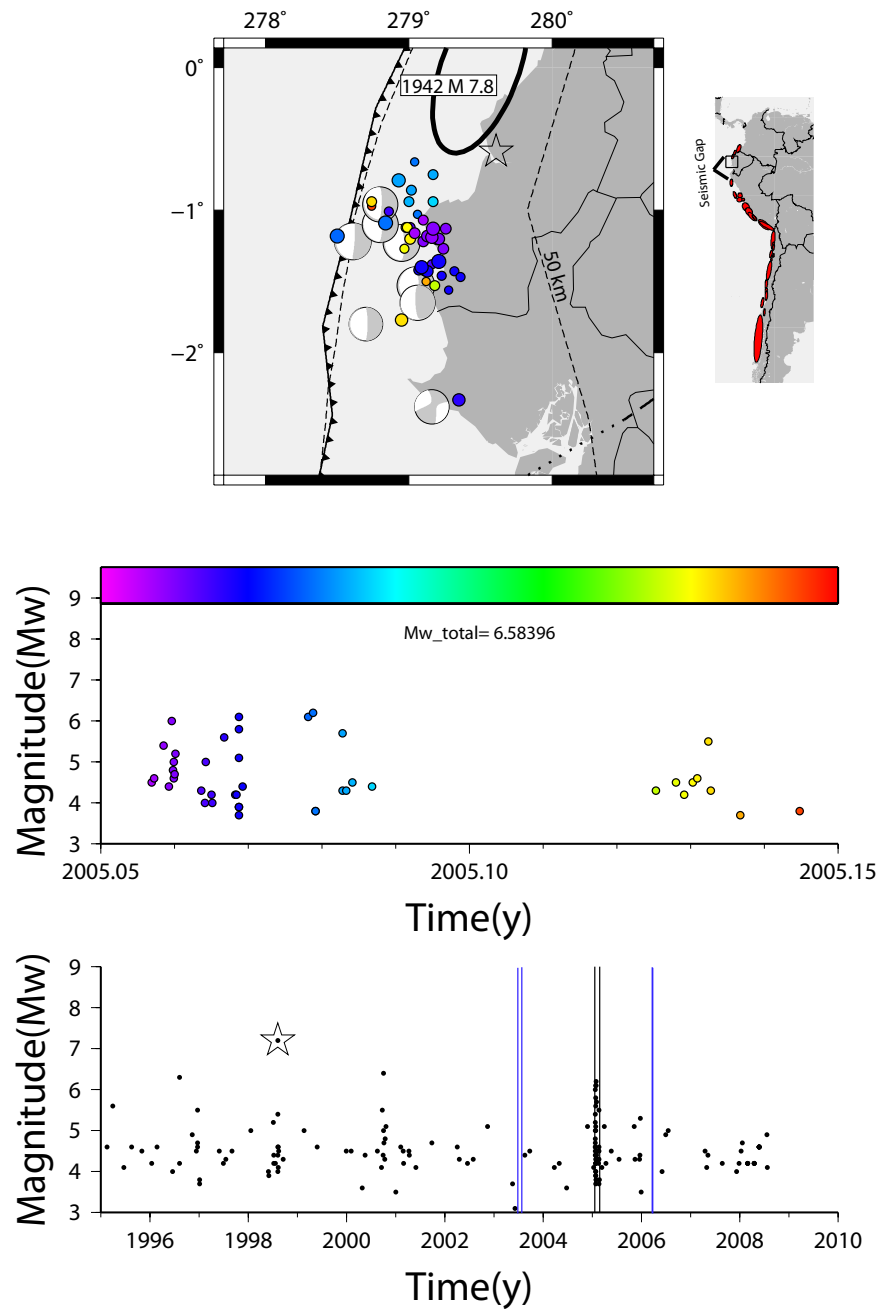 278° 279° 280°
0°
1942 M 7.8
Seismic Gap
−1°
50 km
−2°
9
8
Mw_total= 6.58396
7
6
5
4
3
Magnitude(Mw)
2005.05 2005.10 2005.15
Time(y)
9
8
7
6
5
4
3
Magnitude(Mw)
1996 1998 2000 2002 2004 2006 2008 2010
Time(y)